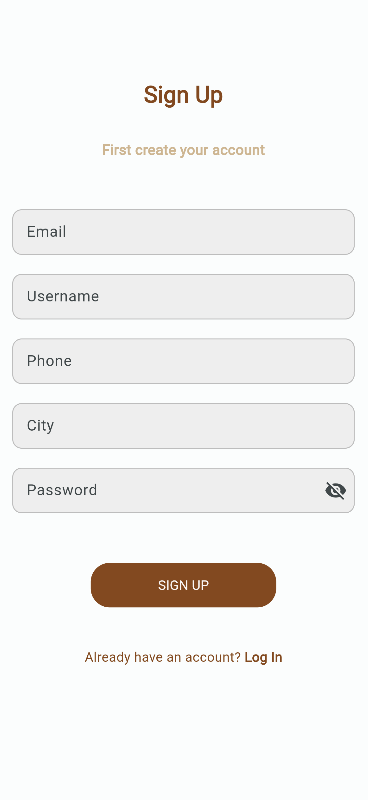 Sign Up
First create your account
Email
Username
Phone
City
Password
SIGN UP
Already have an account? Log In